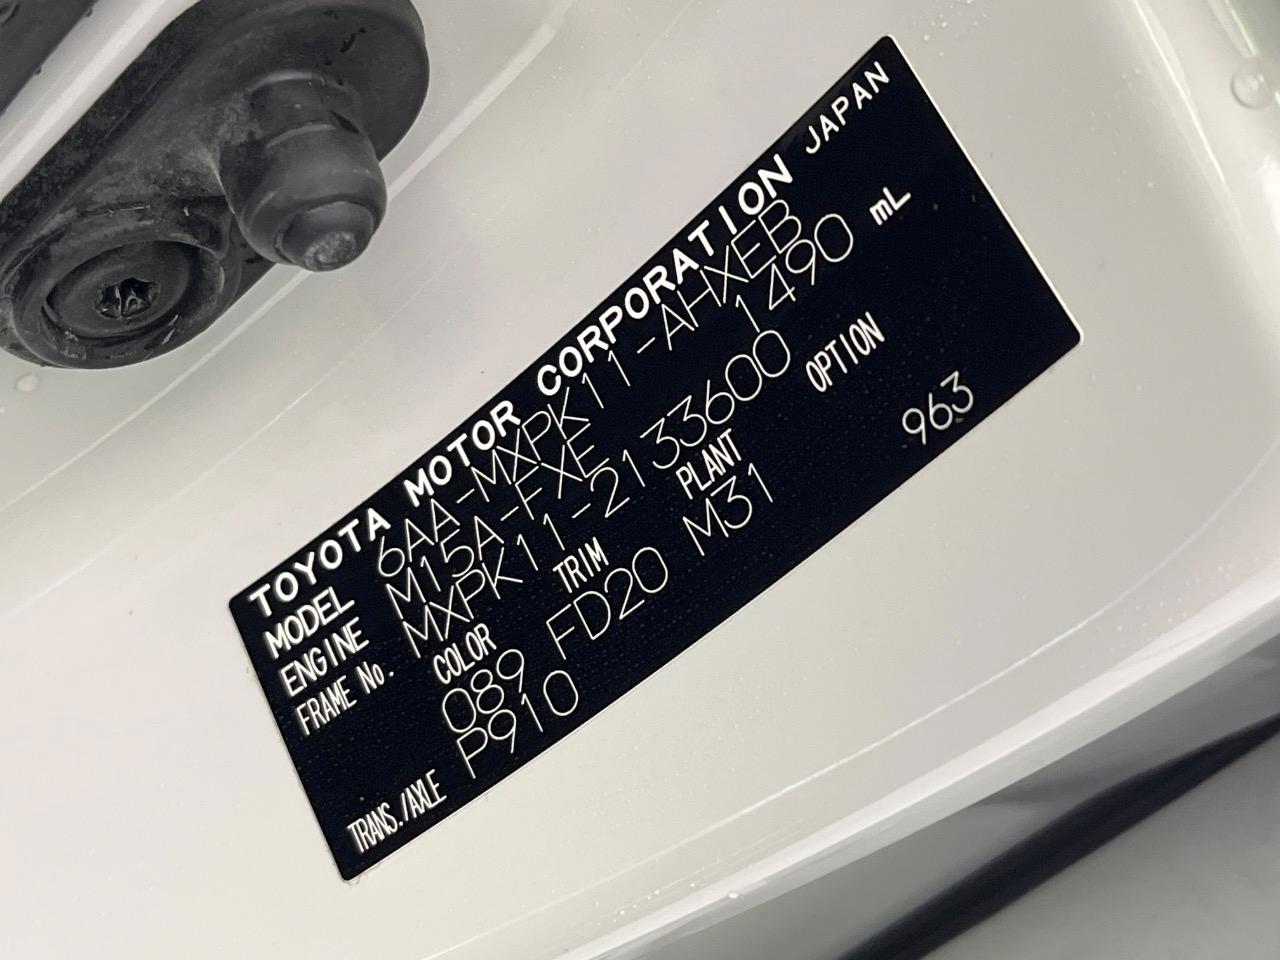 TOYOTA MOTOR CORPORATION JAPAN
MODEL 6AA-MXPK11-AHXEB
ENGINE M15A-FXE 1490 mL
FRAME No. MXPK11-2133600
COLOR TRIM PLANT OPTION
089 FD20 M31 963
TRANS./AXLE P910